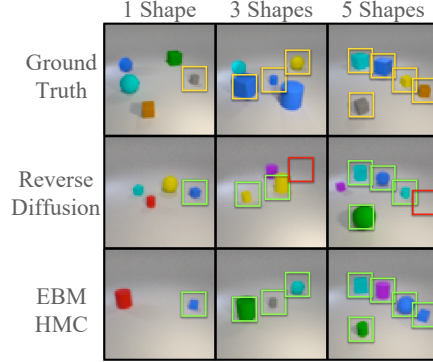 1 Shape 3 Shapes 5 Shapes
Ground
Truth
Reverse
Diffusion
EBM
HMC